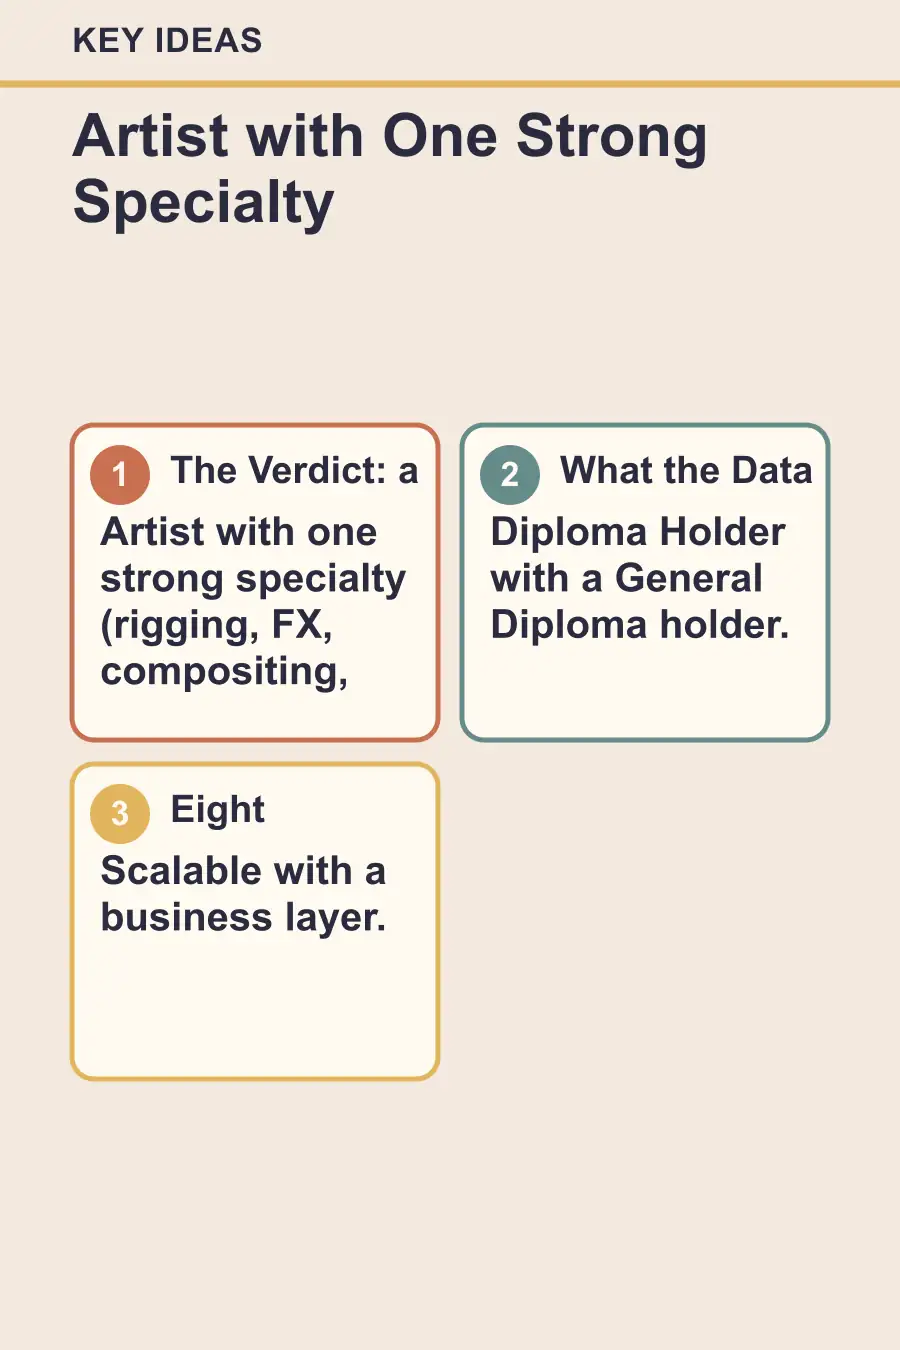 KEY IDEAS
Artist with One Strong
Specialty
1 The Verdict: a
Artist with one
strong specialty
(rigging, FX,
compositing,
2 What the Data
Diploma Holder
with a General
Diploma holder.
3 Eight
Scalable with a
business layer.